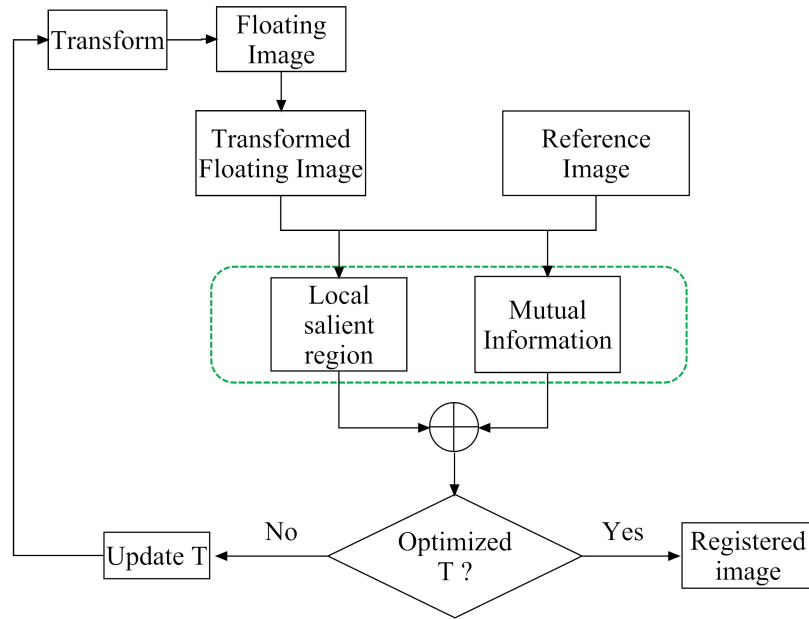 Transform
Floating
Image
Transformed
Floating Image
Reference
Image
Local
salient
region
Mutual
Information
No
Optimized
T ?
Yes
Update T
Registered
image